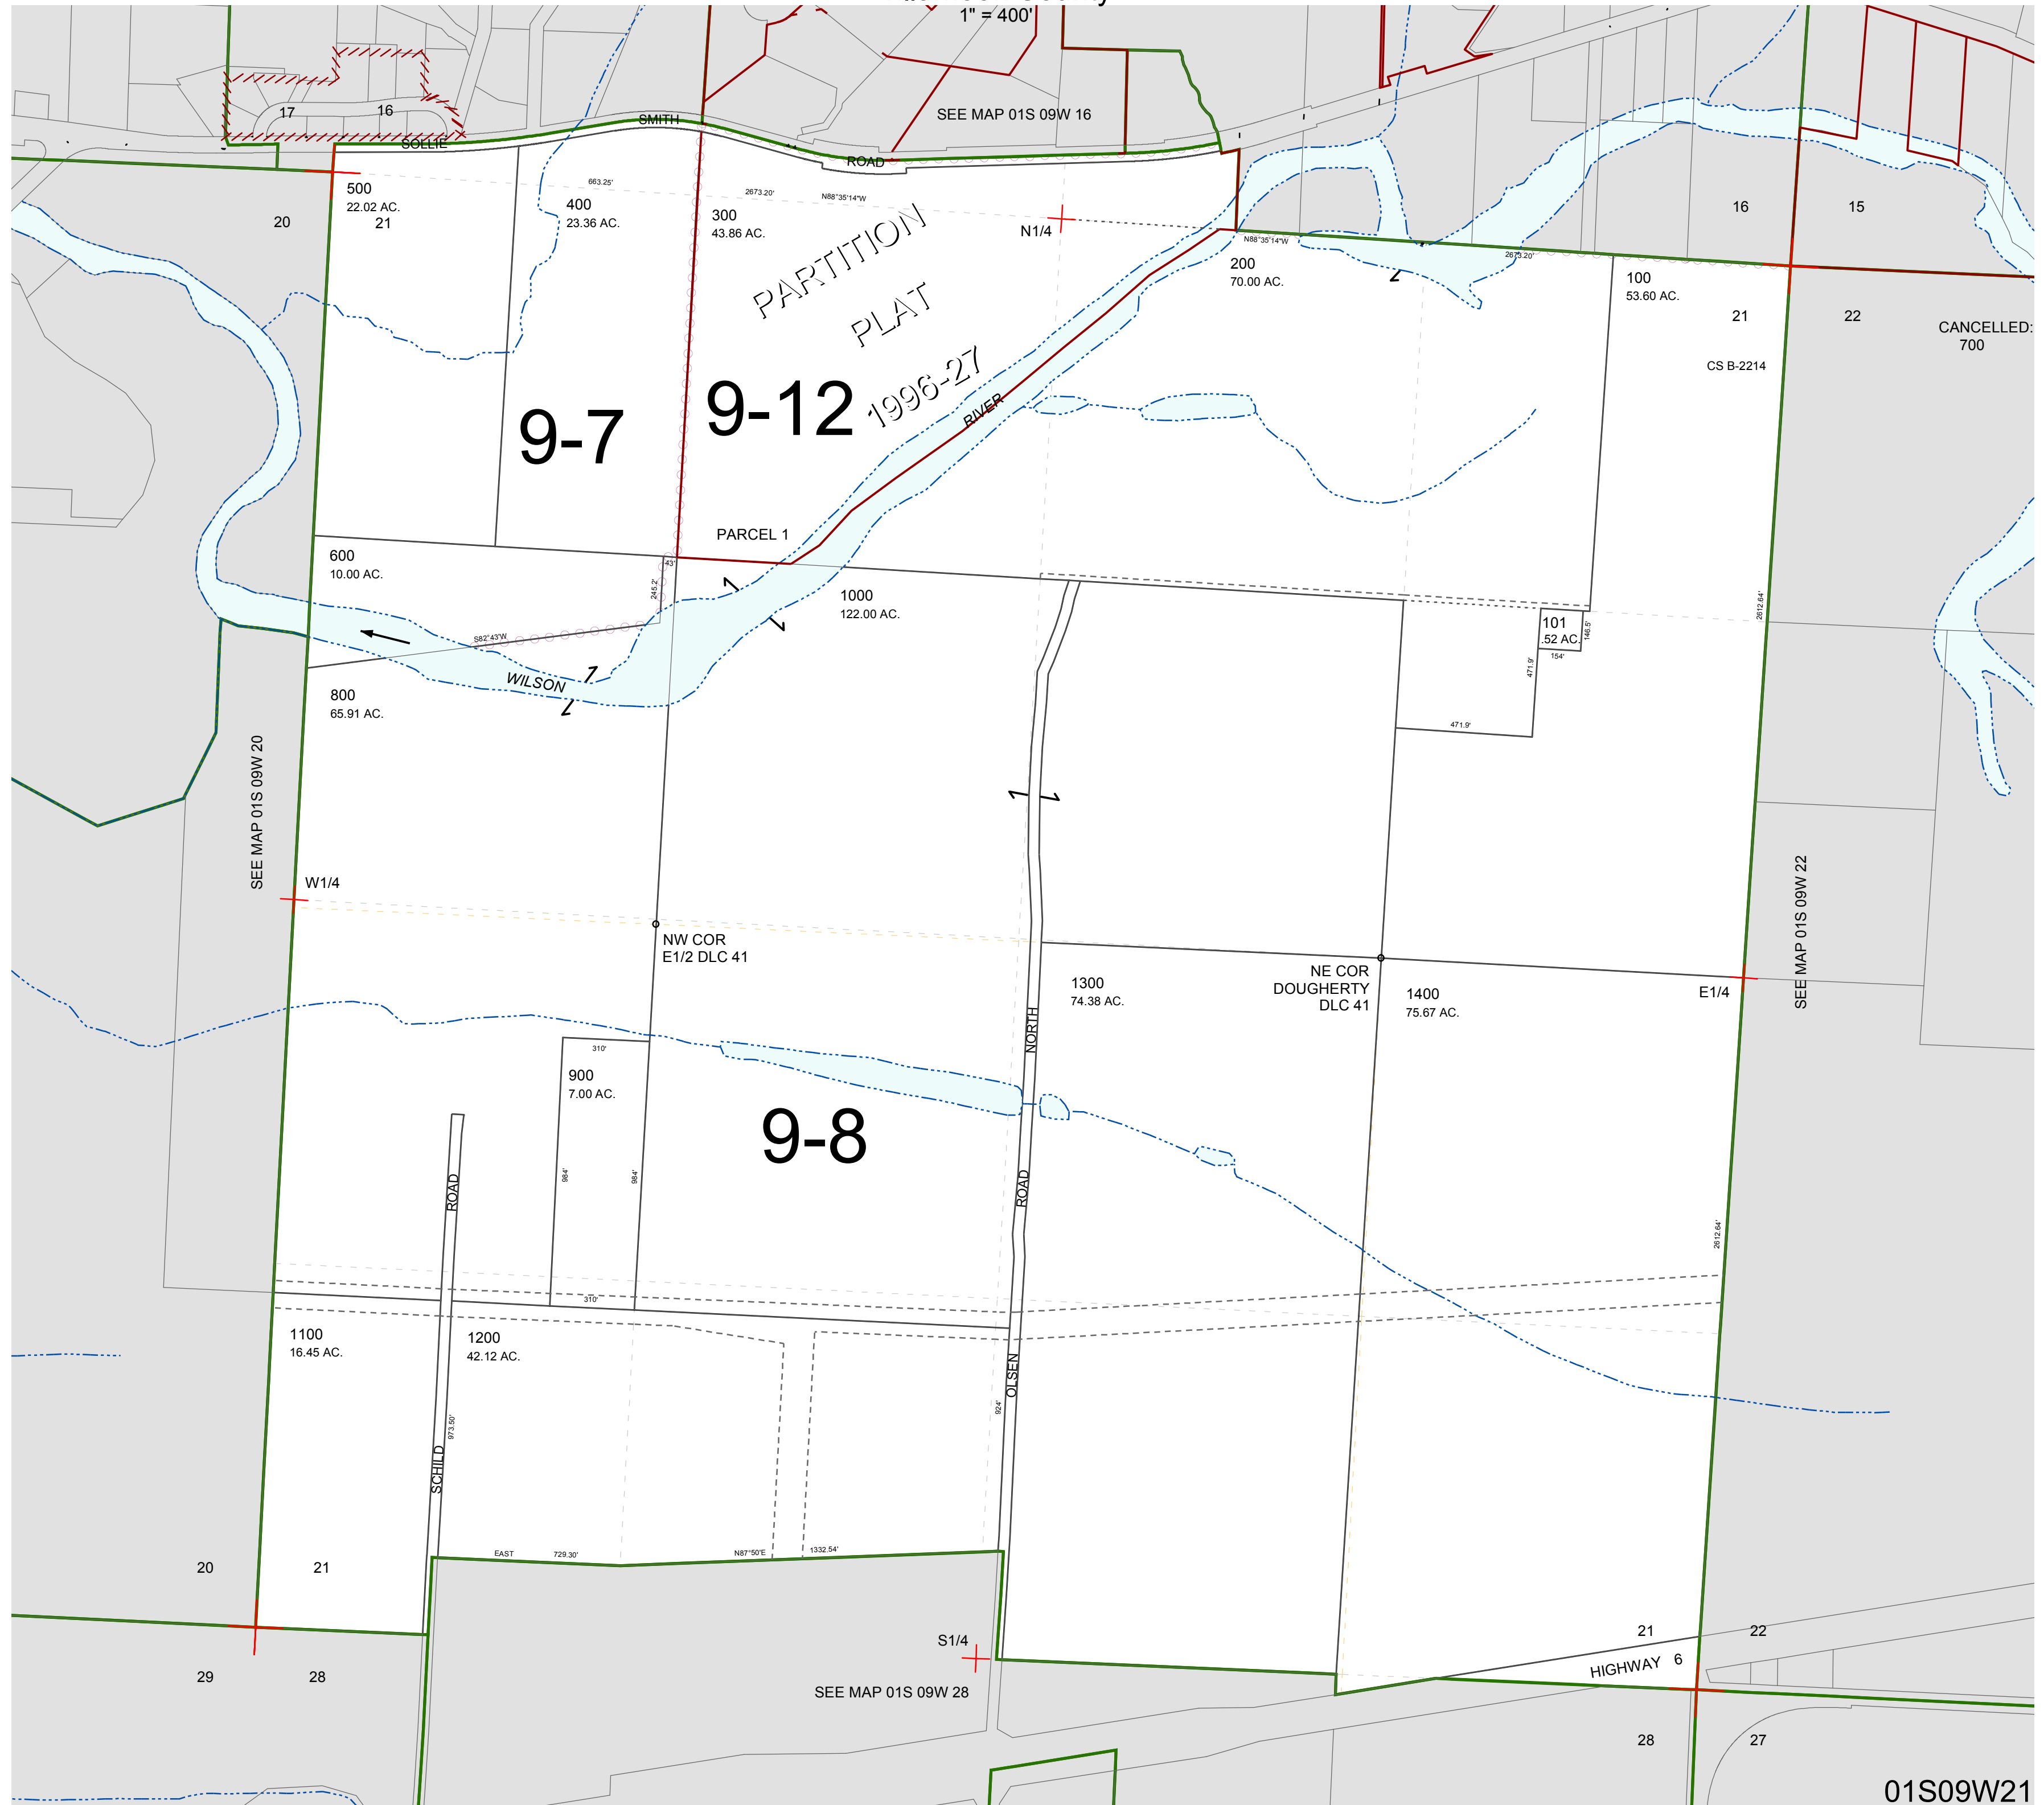 1" = 400'
17
16
SMITH
SOLLIE
ROAD
SEE MAP 01S 09W 16
500
22.02 AC.
20
21
663.25'
400
23.36 AC.
2673.20'
N88°35'14"W
300
43.86 AC.
PARTITION
PLAT
1996-27
N1/4
N88°35'14"W
2673.20'
200
70.00 AC.
16
15
100
53.60 AC.
21
22
CANCELLED:
700
CS B-2214
9-7
9-12
RIVER
PARCEL 1
600
10.00 AC.
43'
245.2'
S82°43'W
1000
122.00 AC.
2612.64'
101
.52 AC.
146.5'
154'
471.9'
471.9'
WILSON
800
65.91 AC.
SEE MAP 01S 09W 20
W1/4
NW COR
E1/2 DLC 41
SEE MAP 01S 09W 22
1300
74.38 AC.
NE COR
DOUGHERTY
DLC 41
1400
75.67 AC.
E1/4
NORTH
310'
900
7.00 AC.
984'
984'
9-8
ROAD
ROAD
2612.64'
310'
1100
16.45 AC.
1200
42.12 AC.
OLSEN
924'
973.50'
SCHILD
EAST
729.30'
N87°50'E
1332.54'
20
21
S1/4
21
22
HIGHWAY 6
29
28
SEE MAP 01S 09W 28
28
27
01S09W21